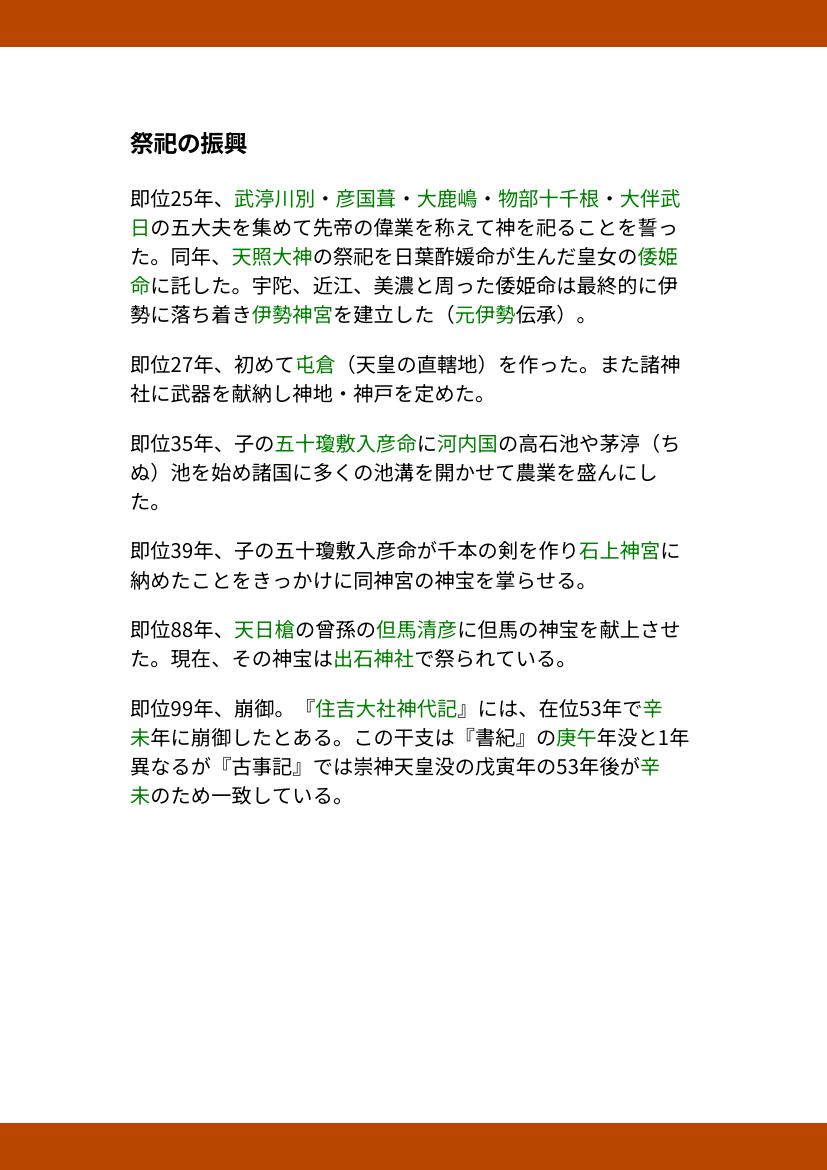 祭祀の振興
即位25年、武渟川別・彦国葺・大鹿嶋・物部十千根・大伴武
日の五大夫を集めて先帝の偉業を称えて神を祀ることを誓っ
た。同年、天照大神の祭祀を日葉酢媛命が生んだ皇女の倭姫
命に託した。宇陀、近江、美濃と周った倭姫命は最終的に伊
勢に落ち着き伊勢神宮を建立した（元伊勢伝承）。
即位27年、初めて屯倉（天皇の直轄地）を作った。また諸神
社に武器を献納し神地・神戸を定めた。
即位35年、子の五十瓊敷入彦命に河内国の高石池や茅渟（ち
ぬ）池を始め諸国に多くの池溝を開かせて農業を盛んにし
た。
即位39年、子の五十瓊敷入彦命が千本の剣を作り石上神宮に
納めたことをきっかけに同神宮の神宝を掌らせる。
即位88年、天日槍の曾孫の但馬清彦に但馬の神宝を献上させ
た。現在、その神宝は出石神社で祭られている。
即位99年、崩御。『住吉大社神代記』には、在位53年で辛
未年に崩御したとある。この干支は『書紀』の庚午年没と1年
異なるが『古事記』では崇神天皇没の戊寅年の53年後が辛
未のため一致している。